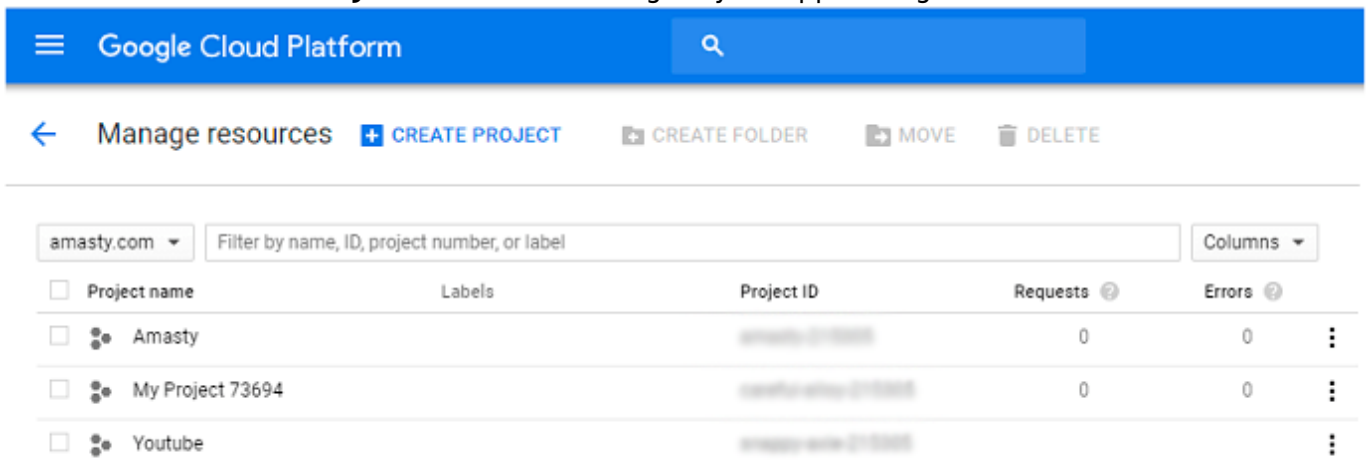 Google Cloud Platform
Manage resources CREATE PROJECT CREATE FOLDER MOVE DELETE
amasty.com Filter by name, ID, project number, or label Columns
Project name Labels Project ID Requests Errors
Amasty 0 0
My Project 73694 0 0
Youtube